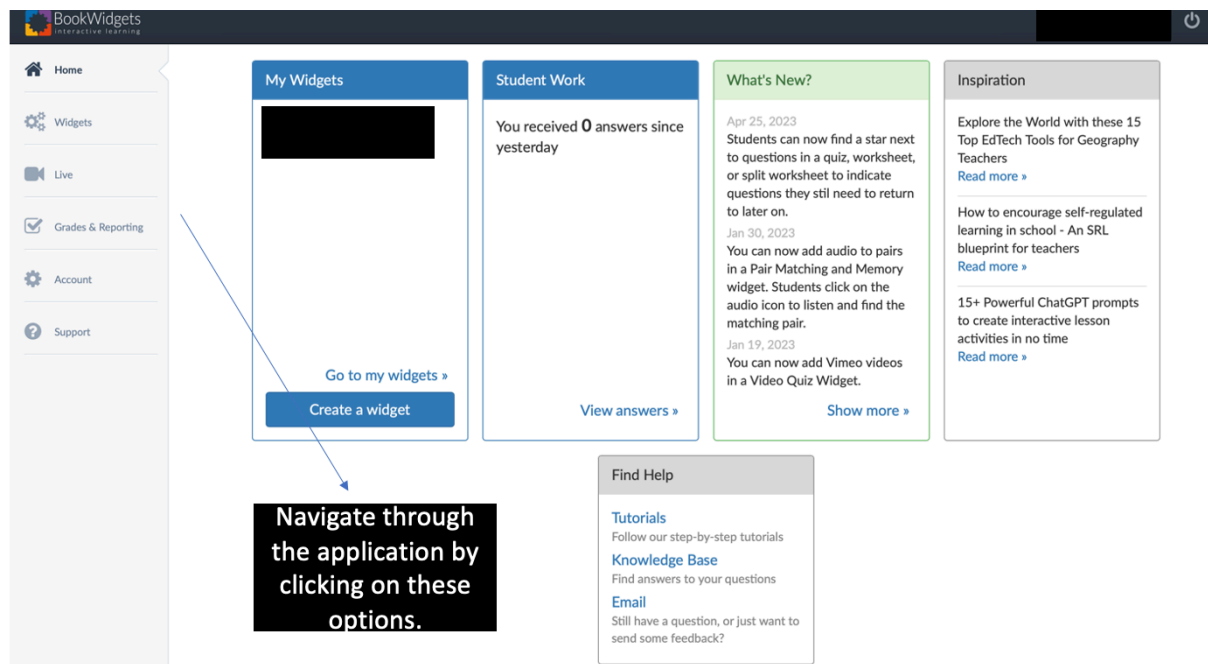 BookWidgets
interactive learning
Home
Widgets
Live
Grades & Reporting
Account
Support
My Widgets
Go to my widgets »
Create a widget
Student Work
You received 0 answers since
yesterday
View answers »
What's New?
Apr 25, 2023
Students can now find a star next
to questions in a quiz, worksheet,
or split worksheet to indicate
questions they stil need to return
to later on.
Jan 30, 2023
You can now add audio to pairs
in a Pair Matching and Memory
widget. Students click on the
audio icon to listen and find the
matching pair.
Jan 19, 2023
You can now add Vimeo videos
in a Video Quiz Widget.
Show more »
Inspiration
Explore the World with these 15
Top EdTech Tools for Geography
Teachers
Read more »
How to encourage self-regulated
learning in school - An SRL
blueprint for teachers
Read more »
15+ Powerful ChatGPT prompts
to create interactive lesson
activities in no time
Read more »
Navigate through
the application by
clicking on these
options.
Find Help
Tutorials
Follow our step-by-step tutorials
Knowledge Base
Find answers to your questions
Email
Still have a question, or just want to
send some feedback?